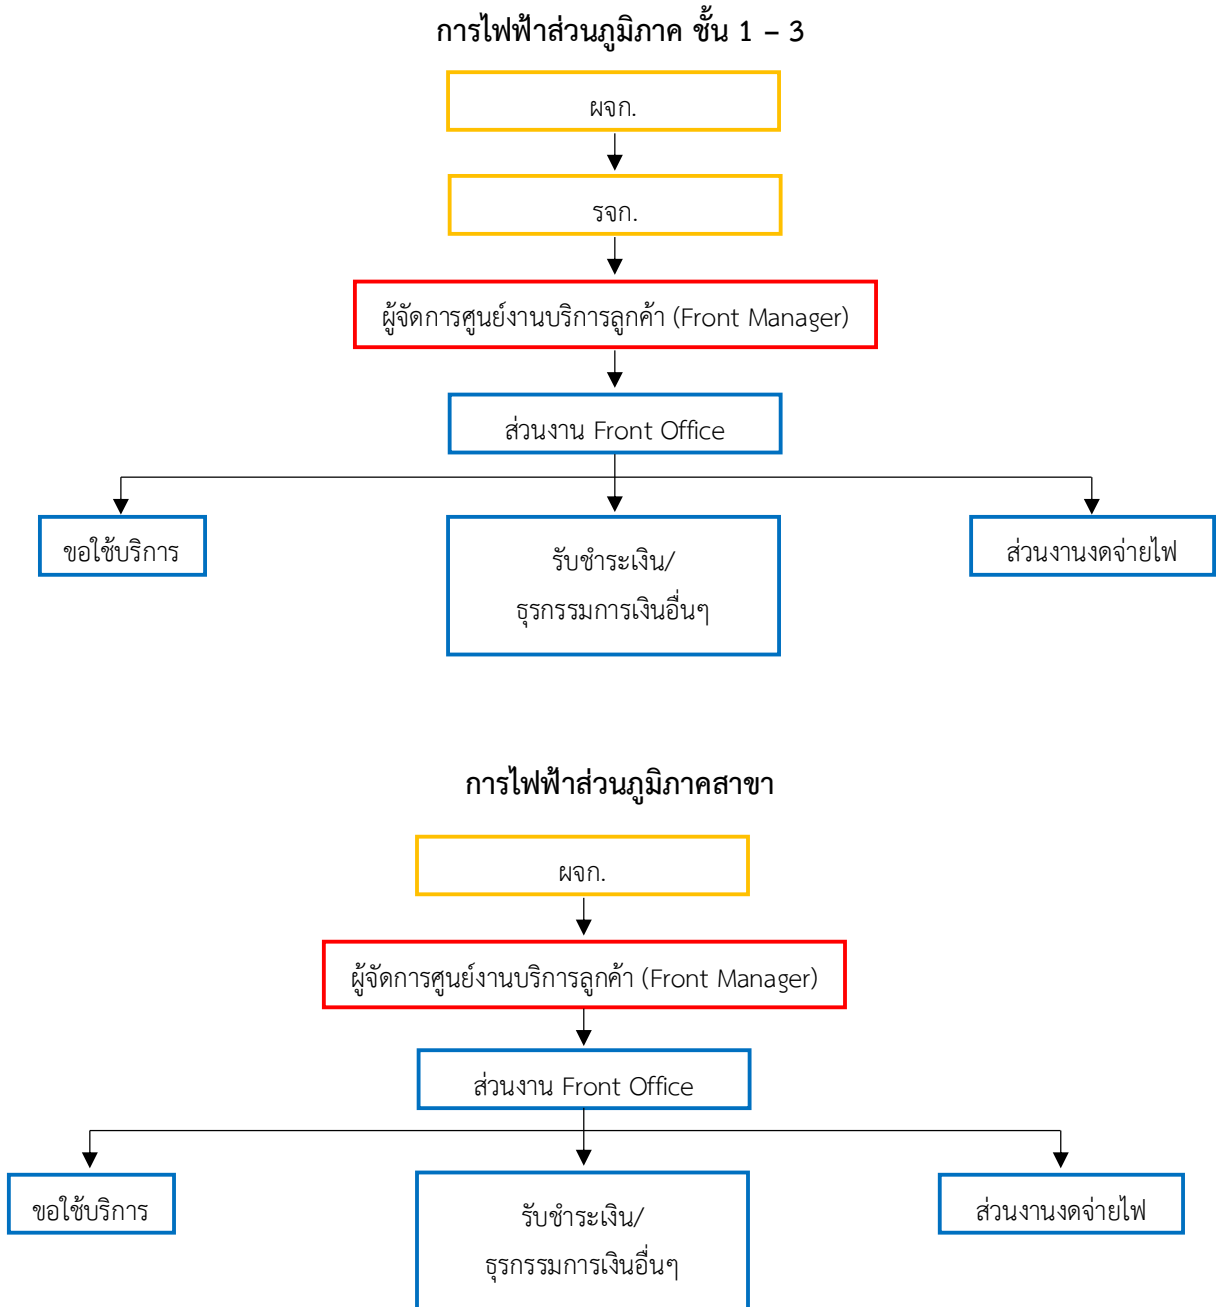 การไฟฟ้าส่วนภูมิภาค ชั้น 1 – 3
ผจก.
รจก.
ผู้จัดการศูนย์งานบริการลูกค้า (Front Manager)
ส่วนงาน Front Office
ขอใช้บริการ
รับชำระเงิน/
ธุรกรรมการเงินอื่นๆ
ส่วนงานงดจ่ายไฟ
การไฟฟ้าส่วนภูมิภาคสาขา
ผจก.
ผู้จัดการศูนย์งานบริการลูกค้า (Front Manager)
ส่วนงาน Front Office
ขอใช้บริการ
รับชำระเงิน/
ธุรกรรมการเงินอื่นๆ
ส่วนงานงดจ่ายไฟ